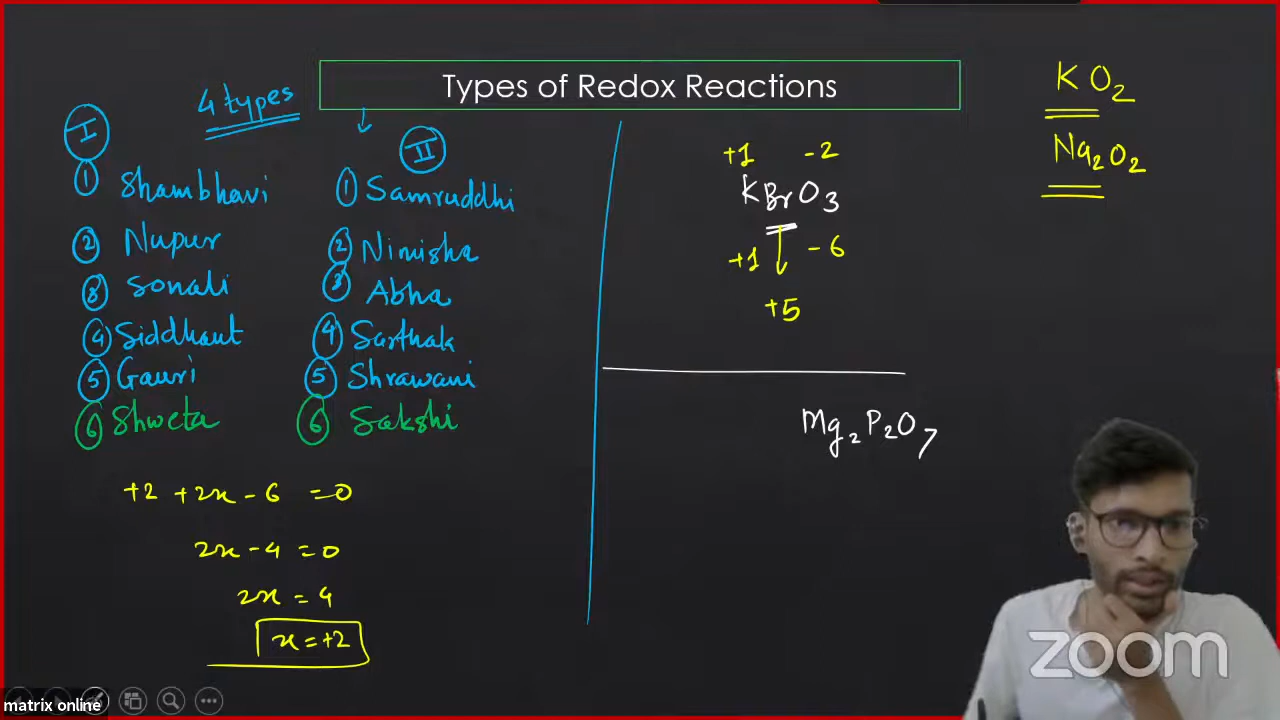 Types of Redox Reactions
4 types
I
II
① Shambhavi
② Nupur
③ Sonali
④ Siddhant
⑤ Gauri
⑥ Shweta
① Samruddhi
② Nimisha
③ Abha
④ Sarthak
⑤ Shrawani
⑥ Sakshi
+2 +2x - 6 = 0
2x - 4 = 0
2x = 4
x = +2
+1 -2
KBrO3
+1 -6
+5
Mg2P2O7
KO2
Na2O2
zoom
matrix online